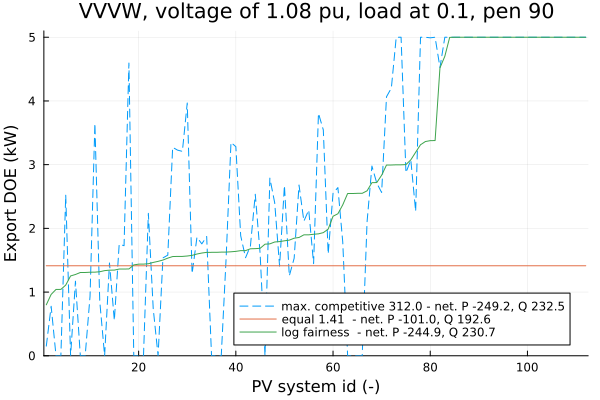 VVVW, voltage of 1.08 pu, load at 0.1, pen 90
Export DOE (kW)
5
4
3
2
1
0
max. competitive 312.0 - net. P -249.2, Q 232.5
equal 1.41  - net. P -101.0, Q 192.6
log fairness  - net. P -244.9, Q 230.7
20 40 60 80 100
PV system id (-)